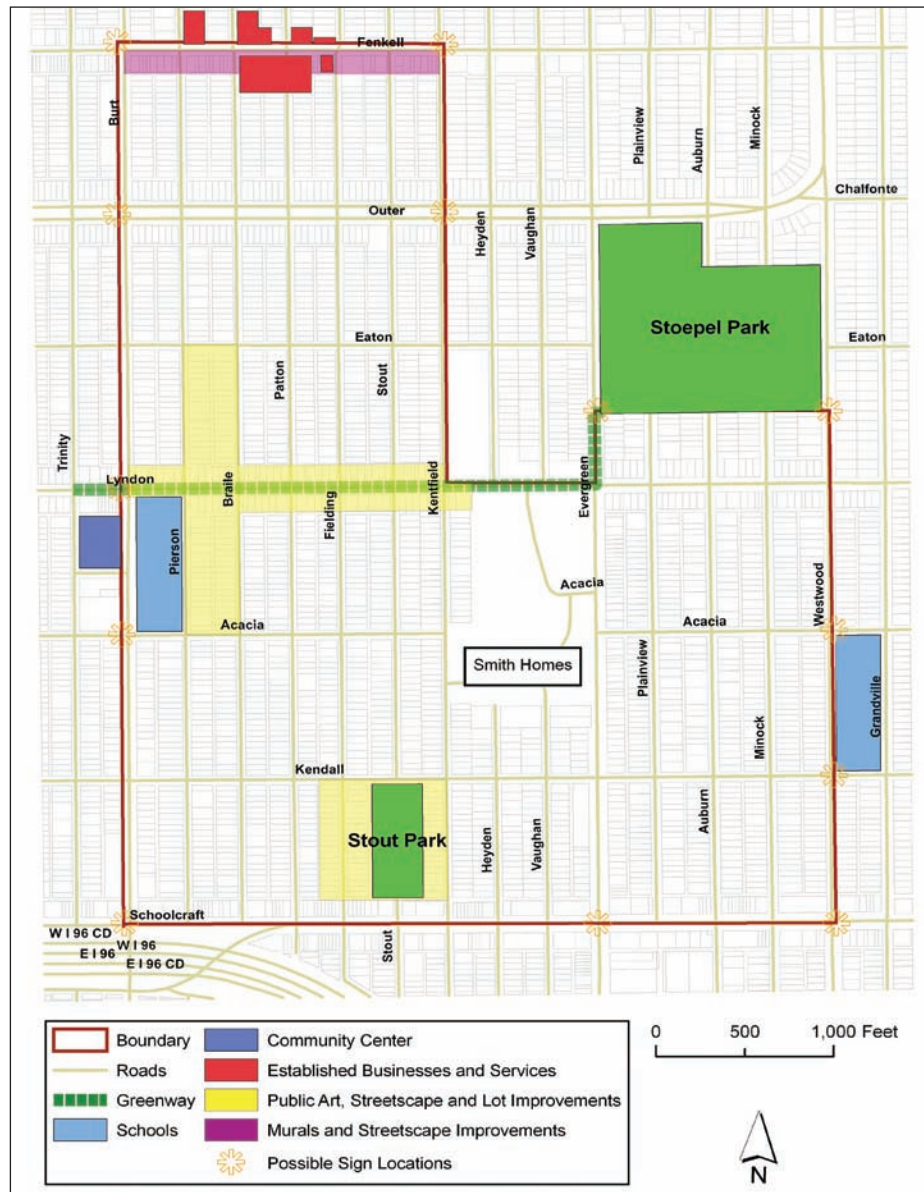 Fenkell
Burt
Plainview
Auburn
Minock
Chalfonte
Outer
Heyden
Vaughan
Stoepel Park
Eaton
Eaton
Patton
Stout
Trinity
Lyndon
Braile
Fielding
Kentfield
Evergreen
Pierson
Acacia
Westwood
Acacia
Acacia
Smith Homes
Plainview
Minock
Grandville
Kendall
Stout Park
Heyden
Vaughan
Auburn
Schoolcraft
W I 96 CD
W I 96
E I 96
E I 96 CD
Stout
Boundary
Roads
Greenway
Schools
Community Center
Established Businesses and Services
Public Art, Streetscape and Lot Improvements
Murals and Streetscape Improvements
Possible Sign Locations
0 500 1,000 Feet
N